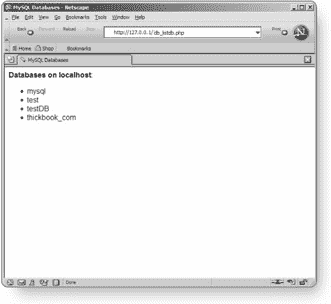 MySQL Databases - Netscape
File Edit View Go Bookmarks Tools Window Help
Back Forward Reload Stop http://127.0.0.1/db_listdb.php Print
Home Shop Bookmarks
MySQL Databases
Databases on localhost:
mysql
test
testDB
thickbook_com
Done